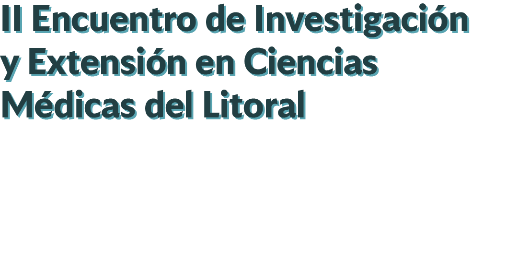 II Encuentro de Investigación
y Extensión en Ciencias
Médicas del Litoral